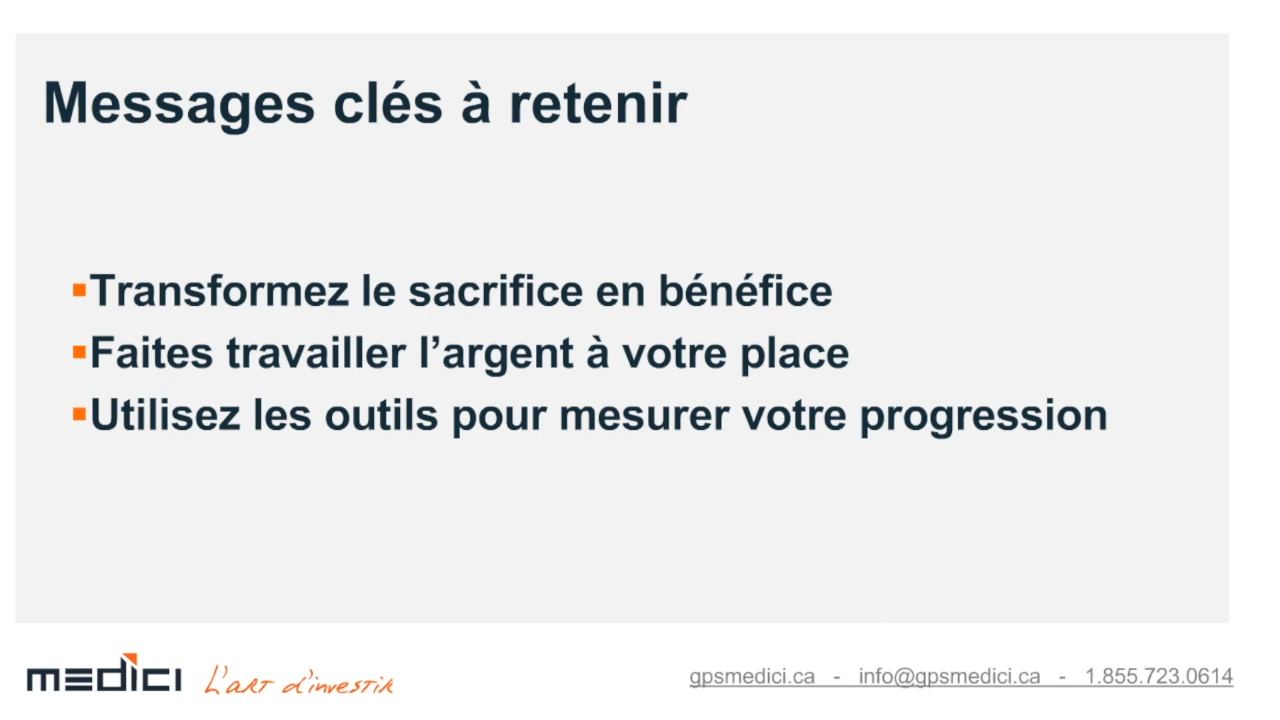 Messages clés à retenir
▪Transformez le sacrifice en bénéfice
▪Faites travailler l’argent à votre place
▪Utilisez les outils pour mesurer votre progression
MEDICI L'ART d'investir
gpsmedici.ca - info@gpsmedici.ca - 1.855.723.0614